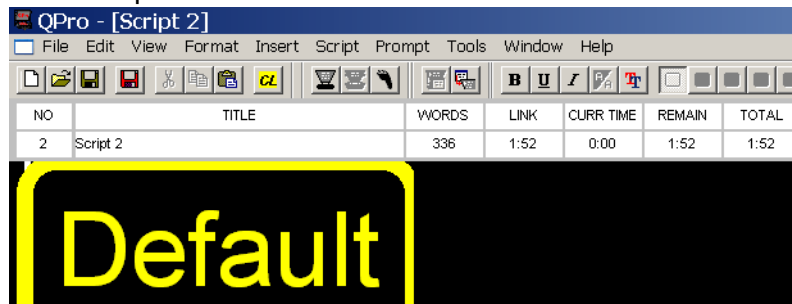 QPro - [Script 2]
File Edit View Format Insert Script Prompt Tools Window Help
CL B U I Tr
NO TITLE WORDS LINK CURR TIME REMAIN TOTAL
2 Script 2 336 1:52 0:00 1:52 1:52
Default